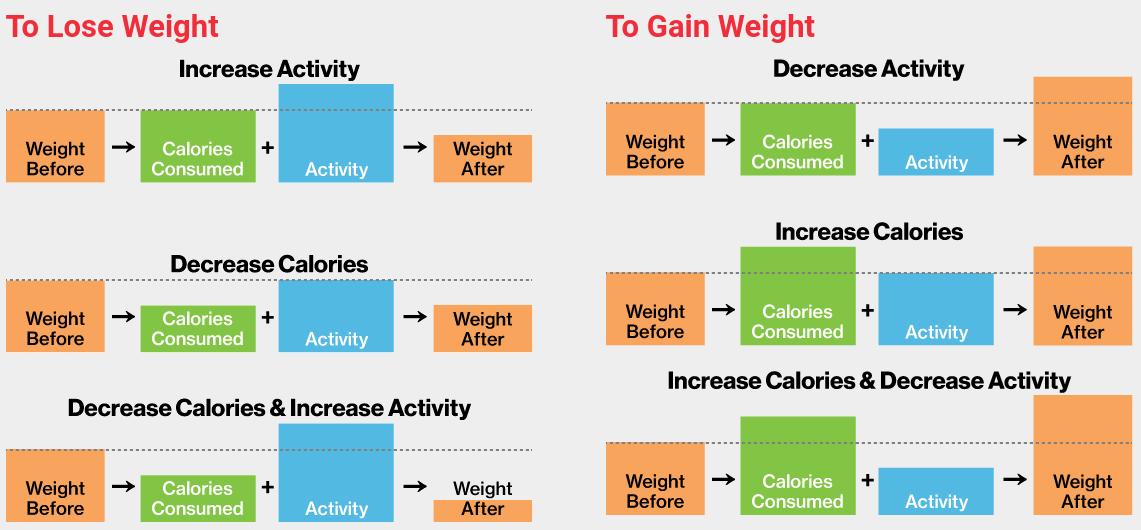 To Lose Weight
Increase Activity
Weight
Before
Calories
Consumed
+
Activity
Weight
After
Decrease Calories
Weight
Before
Calories
Consumed
+
Activity
Weight
After
Decrease Calories & Increase Activity
Weight
Before
Calories
Consumed
+
Activity
Weight
After
To Gain Weight
Decrease Activity
Weight
Before
Calories
Consumed
+
Activity
Weight
After
Increase Calories
Weight
Before
Calories
Consumed
+
Activity
Weight
After
Increase Calories & Decrease Activity
Weight
Before
Calories
Consumed
+
Activity
Weight
After